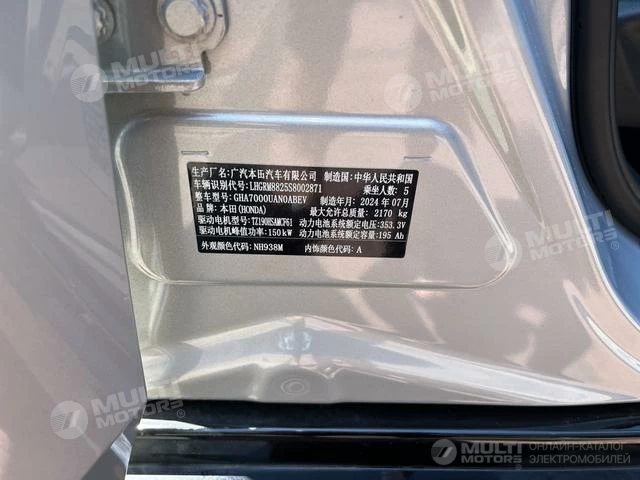 生产厂名:广汽本田汽车有限公司 制造国:中华人民共和国
车辆识别代号:LHGRM8825S8002871 乘坐人数: 5
整车型号:GHA7000UAN0ABEV 制造年月: 2024 年 07月
品牌:本田(HONDA) 最大允许总质量: 2170 kg
驱动电机型号:TZ190HSAMCF61 动力电池系统额定电压:353.3V
驱动电机峰值功率:150kW 动力电池系统额定容量:195 Ah
外观颜色代码: NH938M 内饰颜色代码: A
MULTI MOTORS
MULTI MOTORS
MULTI MOTORS
MULTI MOTORS
MULTI MOTORS
MULTI MOTORS ОНЛАЙН-КАТАЛОГ ЭЛЕКТРОМОБИЛЕЙ